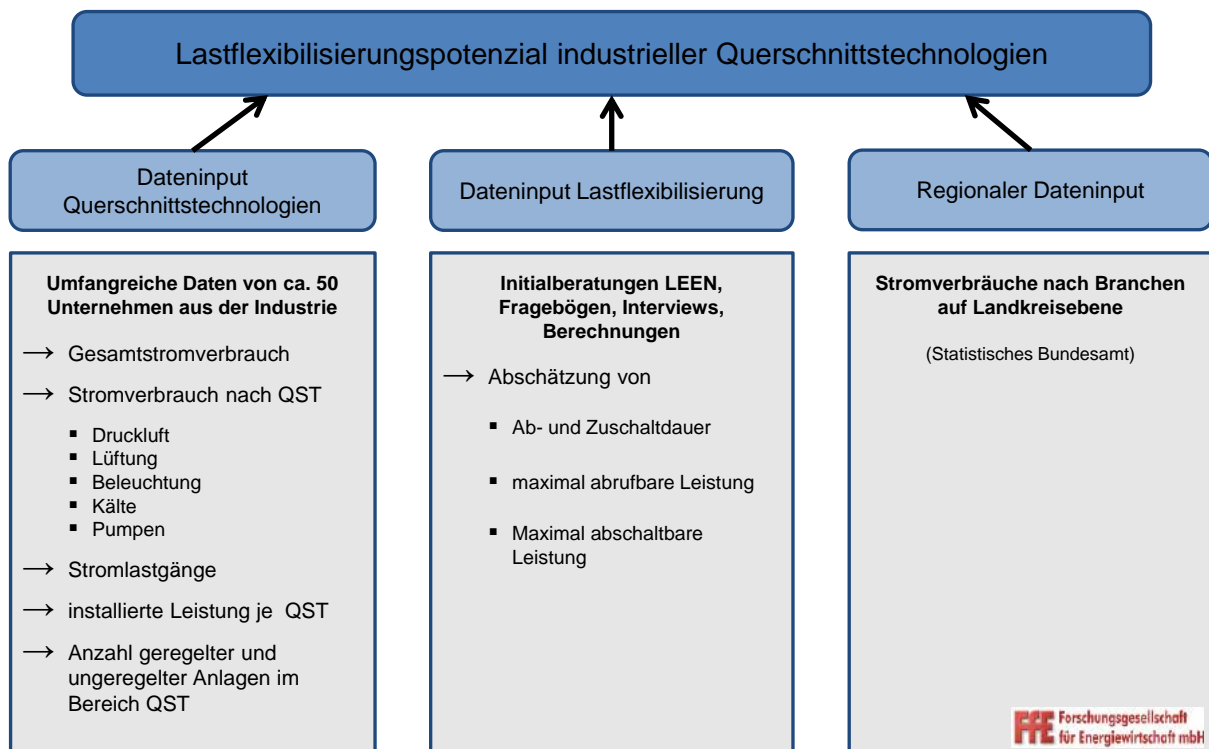 Lastflexibilisierungspotenzial industrieller Querschnittstechnologien
Dateninput
Querschnittstechnologien
Umfangreiche Daten von ca. 50
Unternehmen aus der Industrie
→ Gesamtstromverbrauch
→ Stromverbrauch nach QST
▪ Druckluft
▪ Lüftung
▪ Beleuchtung
▪ Kälte
▪ Pumpen
→ Stromlastgänge
→ installierte Leistung je QST
→ Anzahl geregelter und
ungeregelter Anlagen im
Bereich QST
Dateninput Lastflexibilisierung
Initialberatungen LEEN,
Fragebögen, Interviews,
Berechnungen
→ Abschätzung von
▪ Ab- und Zuschaltdauer
▪ maximal abrufbare Leistung
▪ Maximal abschaltbare
Leistung
Regionaler Dateninput
Stromverbräuche nach Branchen
auf Landkreisebene
(Statistisches Bundesamt)
FfE Forschungsgesellschaft
für Energiewirtschaft mbH